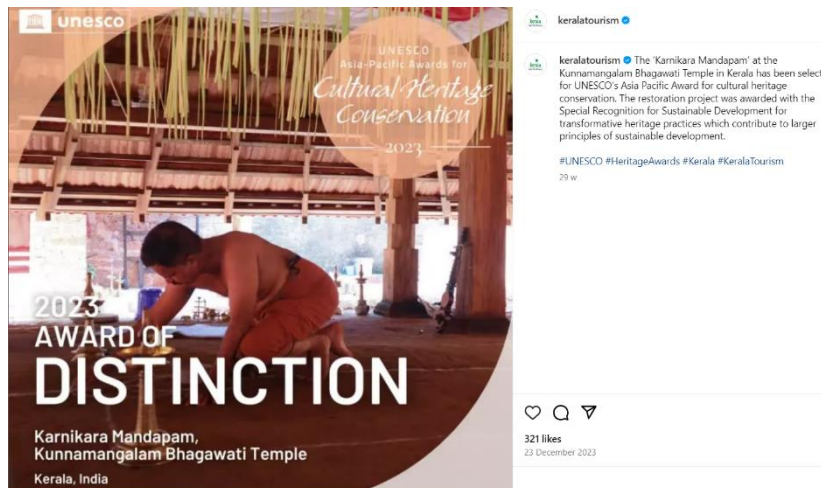 unesco
UNESCO
Asia-Pacific Awards for
Cultural Heritage
Conservation
2023
2023
AWARD OF
DISTINCTION
Karnikara Mandapam,
Kunnamangalam Bhagawati Temple
Kerala, India
keralatourism
keralatourism The 'Karnikara Mandapam' at the
Kunnamangalam Bhagawati Temple in Kerala has been select
for UNESCO's Asia Pacific Award for cultural heritage
conservation. The restoration project was awarded with the
Special Recognition for Sustainable Development for
transformative heritage practices which contribute to larger
principles of sustainable development.
#UNESCO #HeritageAwards #Kerala #KeralaTourism
29 w
321 likes
23 December 2023